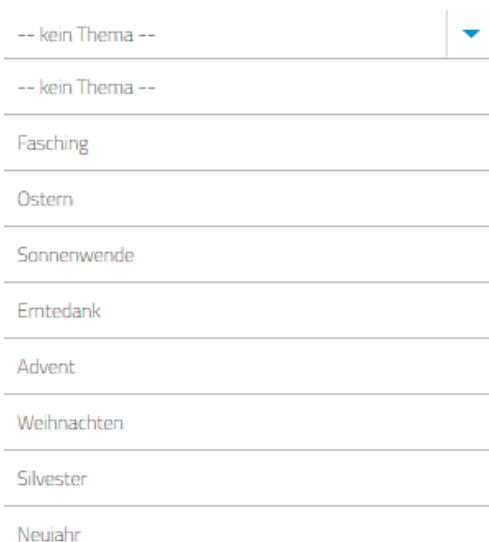 -- kein Thema --
-- kein Thema --
Fasching
Ostern
Sonnenwende
Erntedank
Advent
Weihnachten
Silvester
Neujahr